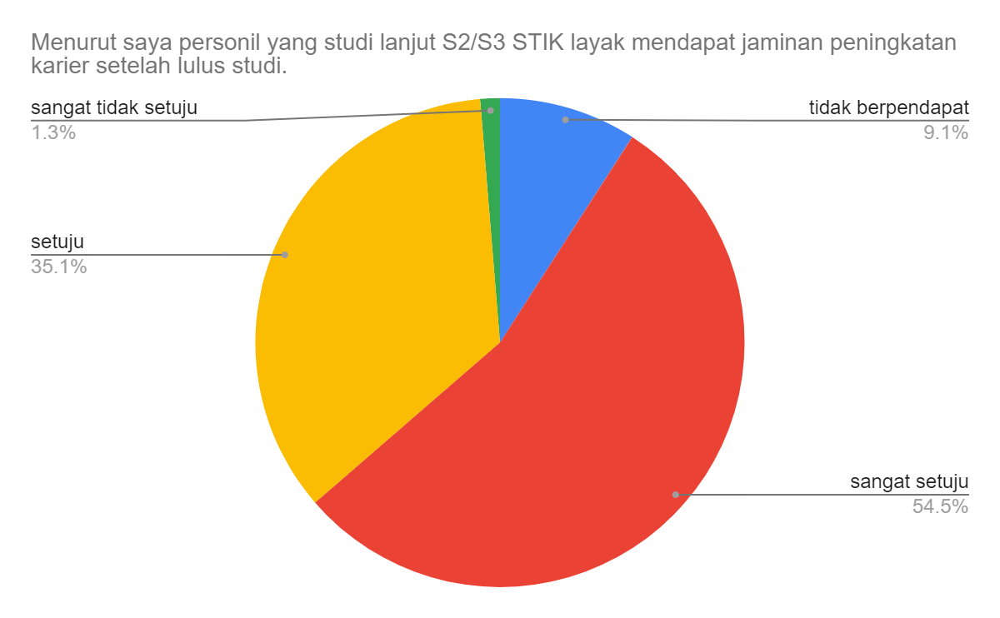 Menurut saya personil yang studi lanjut S2/S3 STIK layak mendapat jaminan peningkatan
karier setelah lulus studi.
sangat tidak setuju
1.3%
tidak berpendapat
9.1%
setuju
35.1%
sangat setuju
54.5%